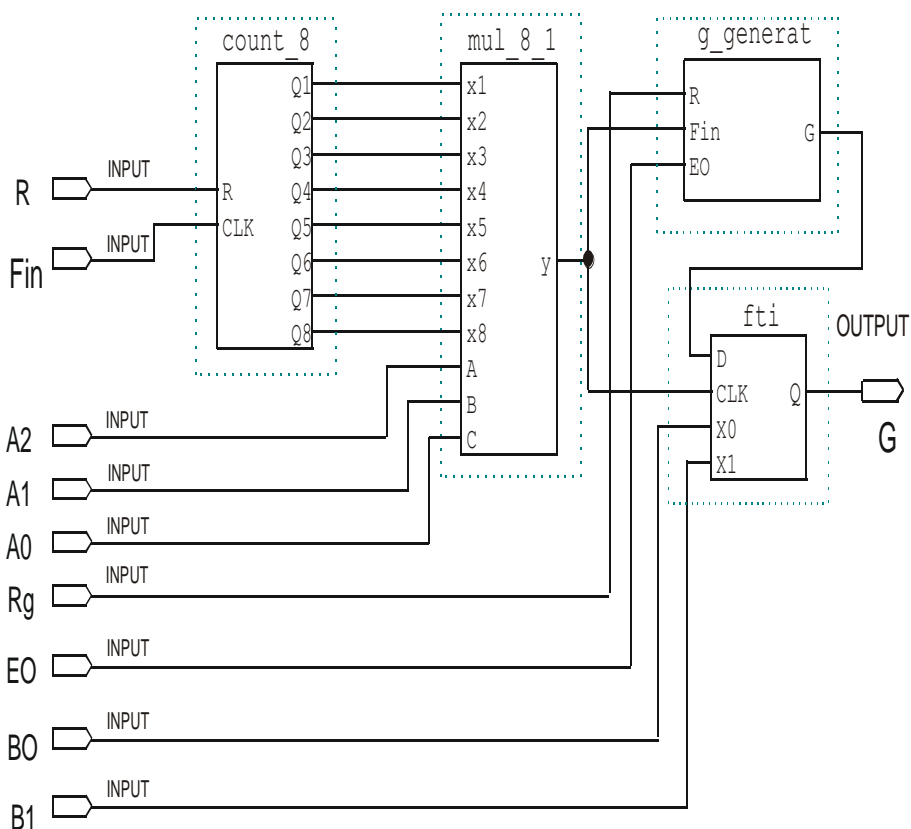 count_8
mul_8_1
g_generat
Q1
Q2
Q3
Q4
Q5
Q6
Q7
Q8
R
CLK
x1
x2
x3
x4
x5
x6
x7
x8
A
B
C
y
R
Fin
EO
G
fti
D
CLK
X0
X1
Q
OUTPUT
G
R INPUT
Fin INPUT
A2 INPUT
A1 INPUT
A0 INPUT
Rg INPUT
EO INPUT
BO INPUT
B1 INPUT